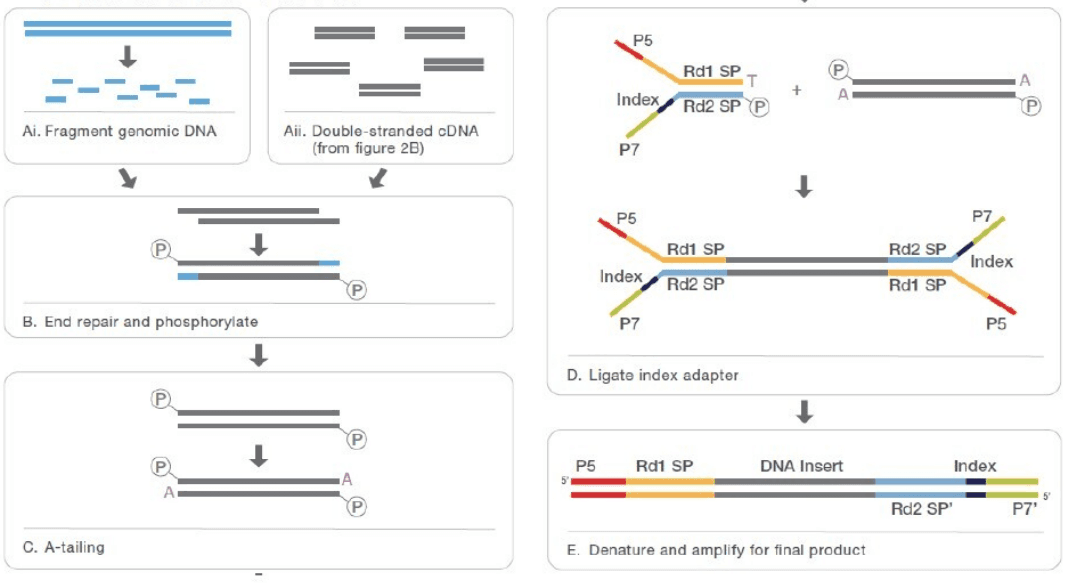 Ai. Fragment genomic DNA
Aii. Double-stranded cDNA
(from figure 2B)
P
P
B. End repair and phosphorylate
P
P
P
A
A
P
C. A-tailing
P5
Rd1 SP
T
Index
Rd2 SP
P
P7
+
P
A
A
P
P5
P7
Rd1 SP
Rd2 SP
Index
Index
Rd2 SP
Rd1 SP
P7
P5
D. Ligate index adapter
P5 Rd1 SP DNA Insert Index
5'
5'
Rd2 SP' P7'
E. Denature and amplify for final product